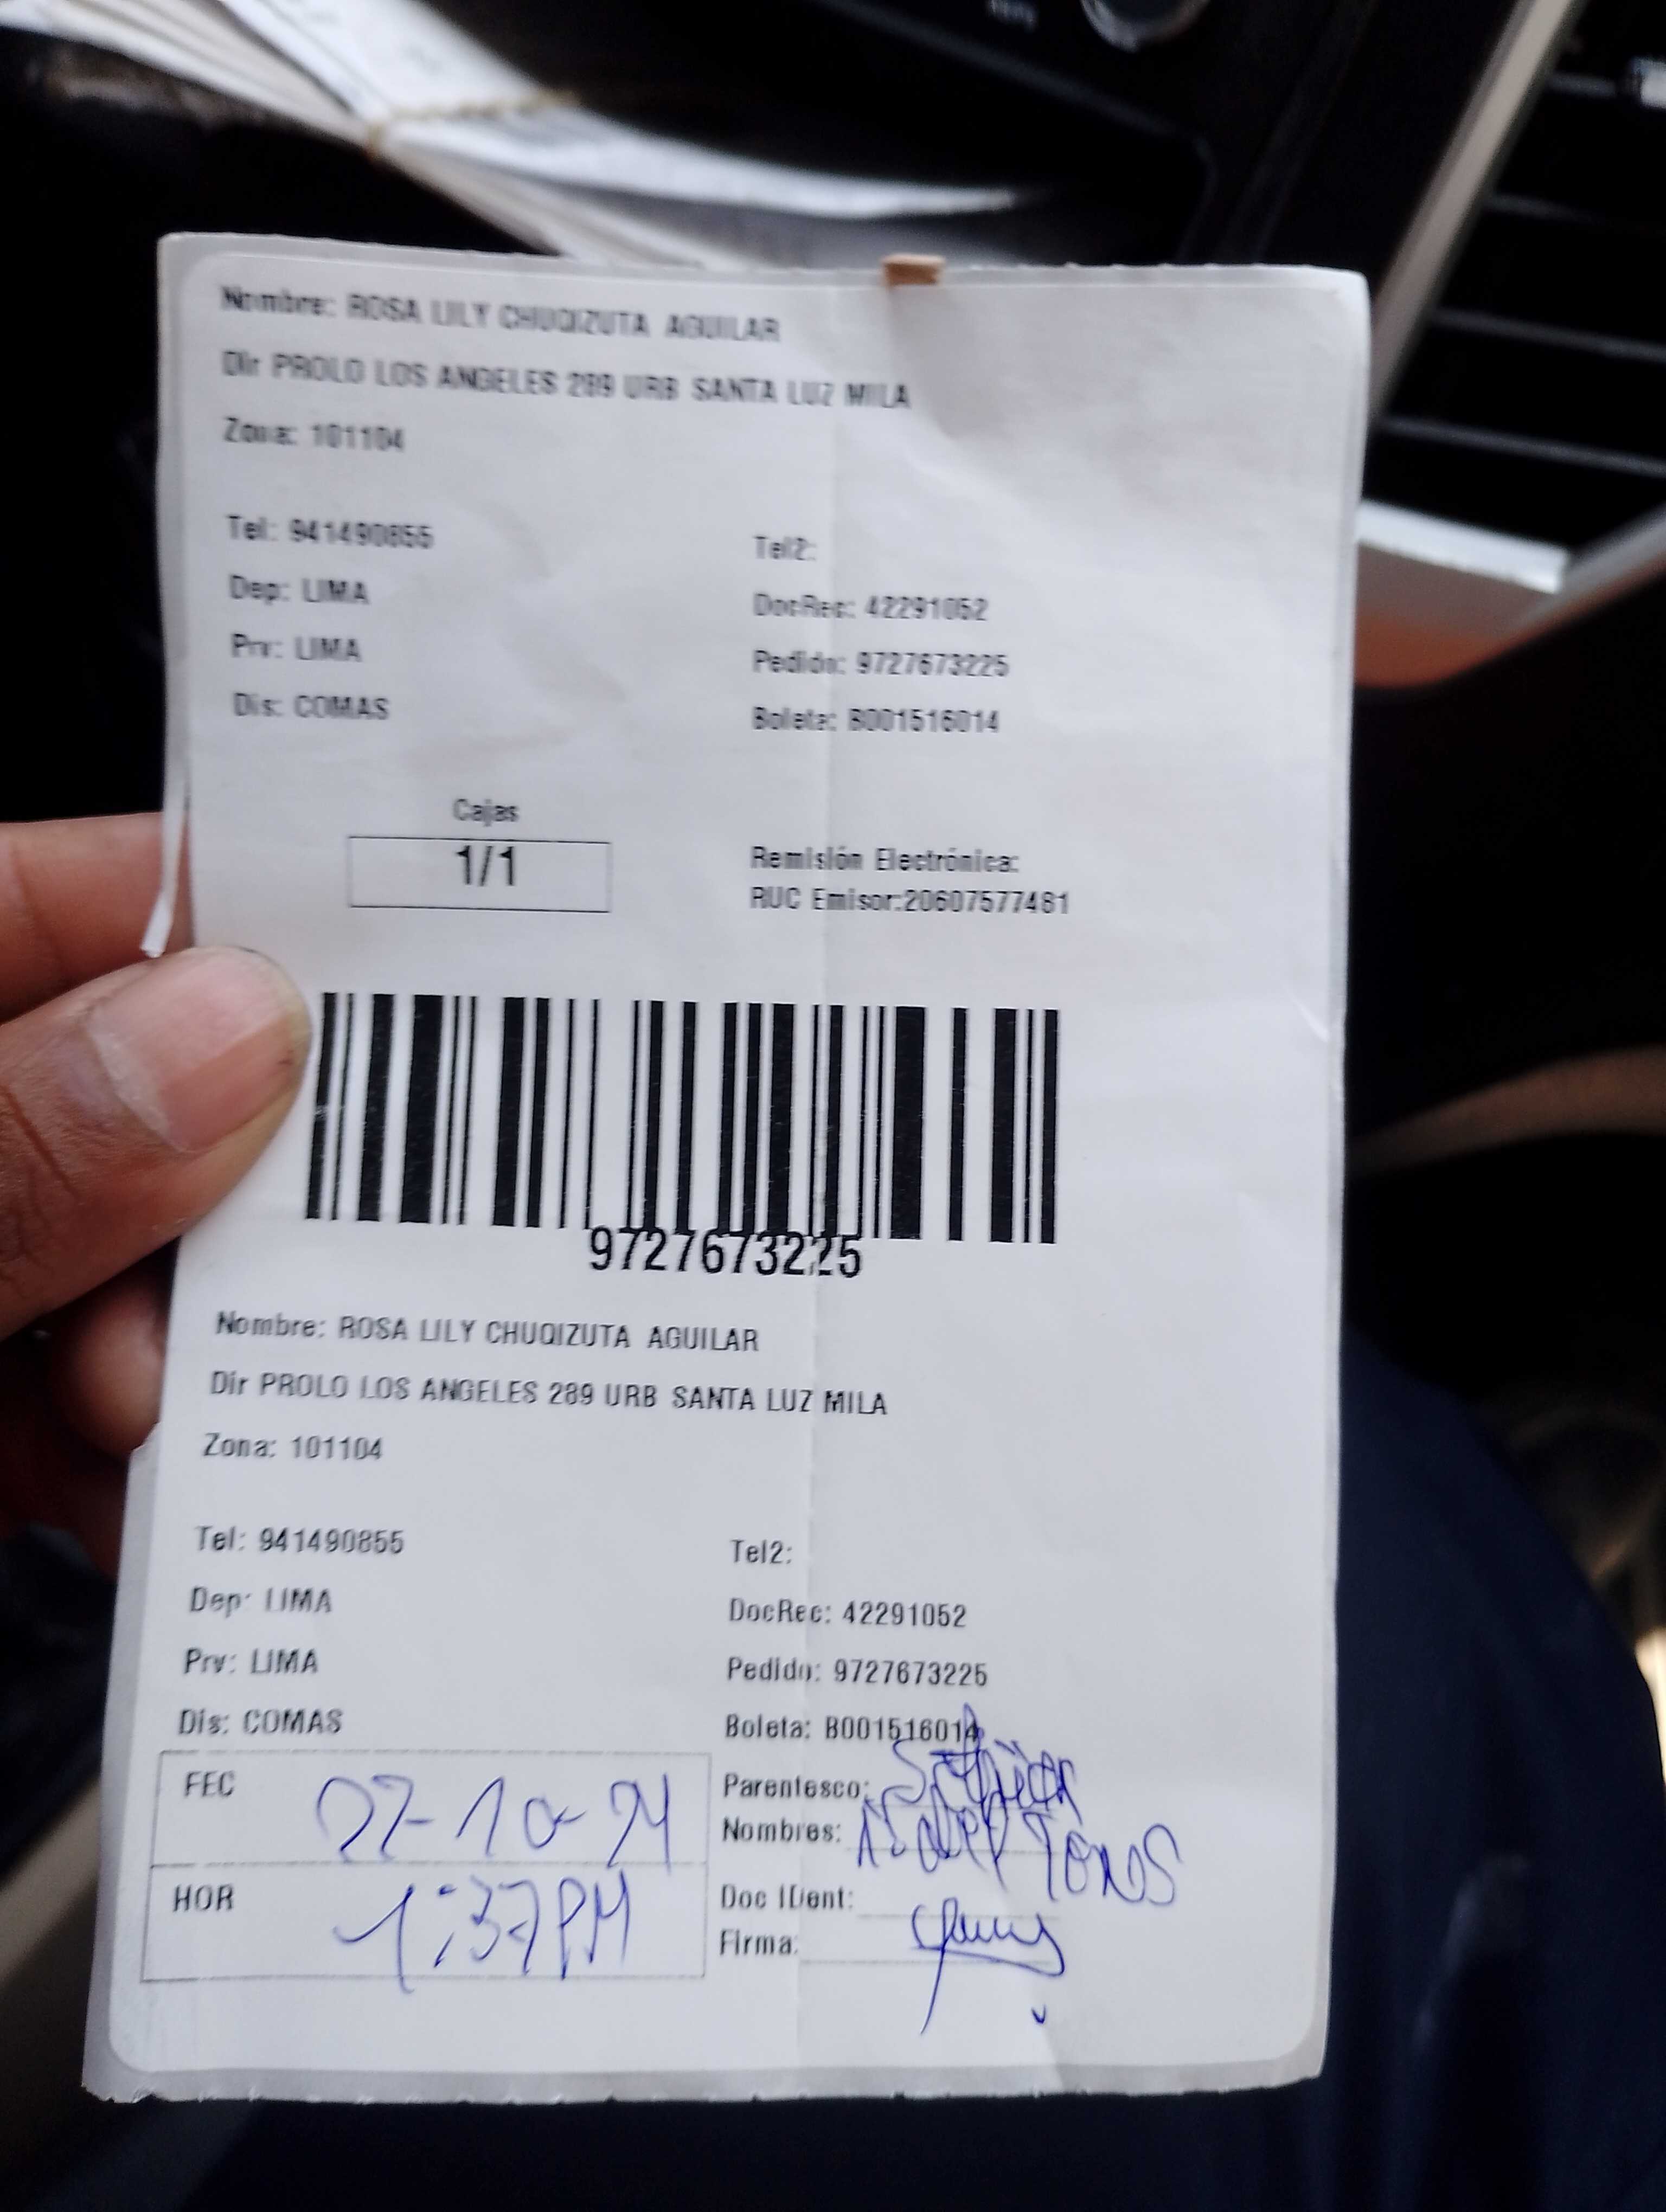 Nombre: ROSA LILY CHUQIZUTA AGUILAR
Dir PROLO LOS ANGELES 289 URB SANTA LUZ MILA
Zona: 101104
Tel: 941490855
Tel2:
Dep: LIMA
DocRec: 42291052
Prv: LIMA
Pedido: 9727673225
Dis: COMAS
Boleta: B001516014
Cajas
1/1
Remisión Electrónica:
RUC Emisor:20607577481
9727673225
Nombre: ROSA LILY CHUQIZUTA AGUILAR
Dir PROLO LOS ANGELES 289 URB SANTA LUZ MILA
Zona: 101104
Tel: 941490855
Tel2:
Dep: LIMA
DocRec: 42291052
Prv: LIMA
Pedido: 9727673225
Dis: COMAS
Boleta: B001516014
FEC
Parentesco:
Nombres:
HOR 1:37 PM
Doc IDent:
Firma: